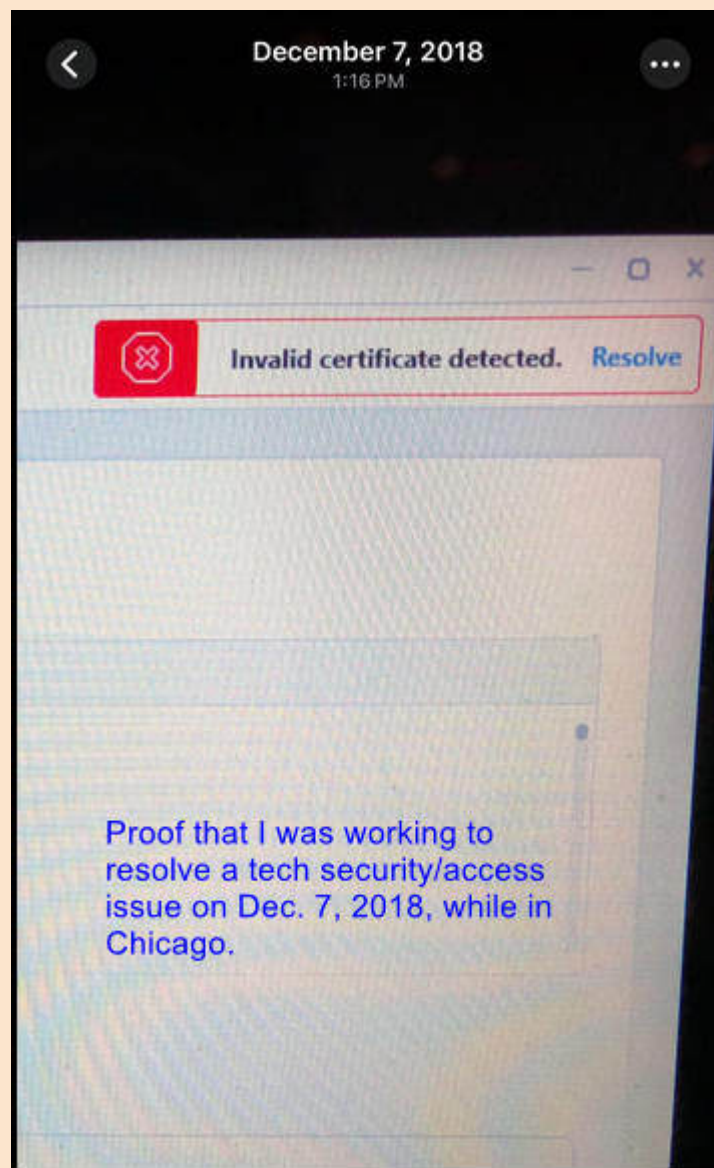 December 7, 2018
1:16 PM
Invalid certificate detected. Resolve
Proof that I was working to
resolve a tech security/access
issue on Dec. 7, 2018, while in
Chicago.